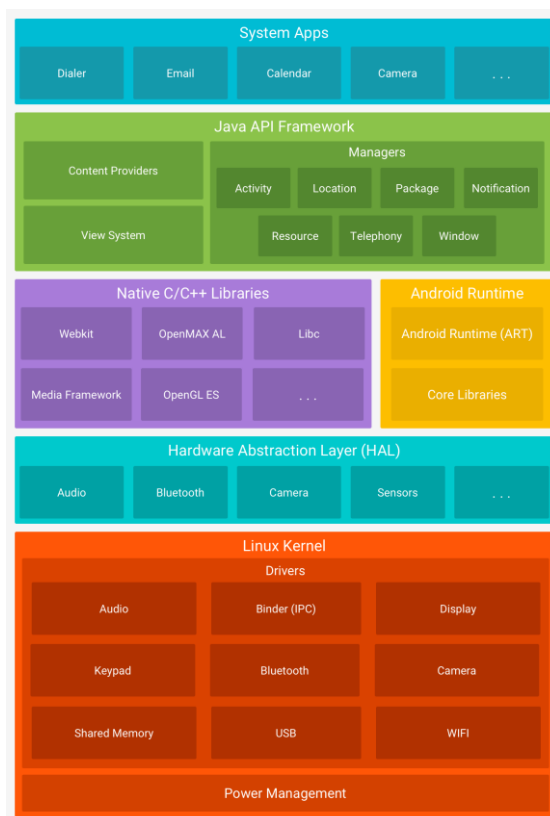 System Apps
Dialer
Email
Calendar
Camera
. . .
Java API Framework
Content Providers
View System
Managers
Activity
Location
Package
Notification
Resource
Telephony
Window
Native C/C++ Libraries
Webkit
OpenMAX AL
Libc
Media Framework
OpenGL ES
. . .
Android Runtime
Android Runtime (ART)
Core Libraries
Hardware Abstraction Layer (HAL)
Audio
Bluetooth
Camera
Sensors
. . .
Linux Kernel
Drivers
Audio
Binder (IPC)
Display
Keypad
Bluetooth
Camera
Shared Memory
USB
WIFI
Power Management